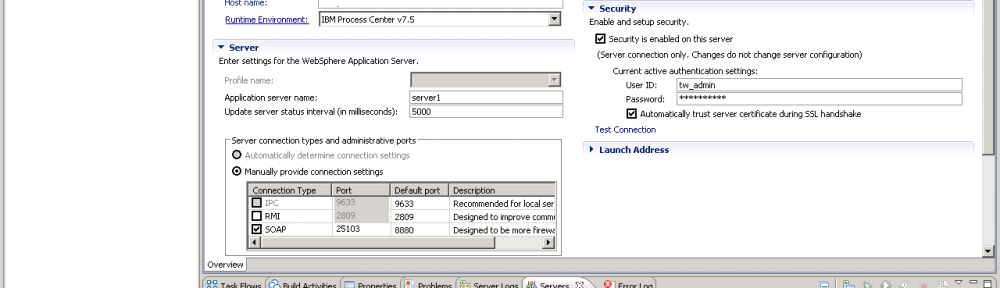 Host name:
Runtime Environment: IBM Process Center v7.5
Server
Enter settings for the WebSphere Application Server.
Profile name:
Application server name: server1
Update server status interval (in milliseconds): 5000
Server connection types and administrative ports
Automatically determine connection settings
Manually provide connection settings
Connection Type Port Default port Description
IPC 9633 9633 Recommended for local ser
RMI 2809 2809 Designed to improve commu
SOAP 25103 8880 Designed to be more firewa
Overview
Security
Enable and setup security.
Security is enabled on this server
(Server connection only. Changes do not change server configuration)
Current active authentication settings:
User ID: tw_admin
Password: **********
Automatically trust server certificate during SSL handshake
Test Connection
Launch Address
Task Flows Build Activities Properties Problems Server Logs Servers Error Log